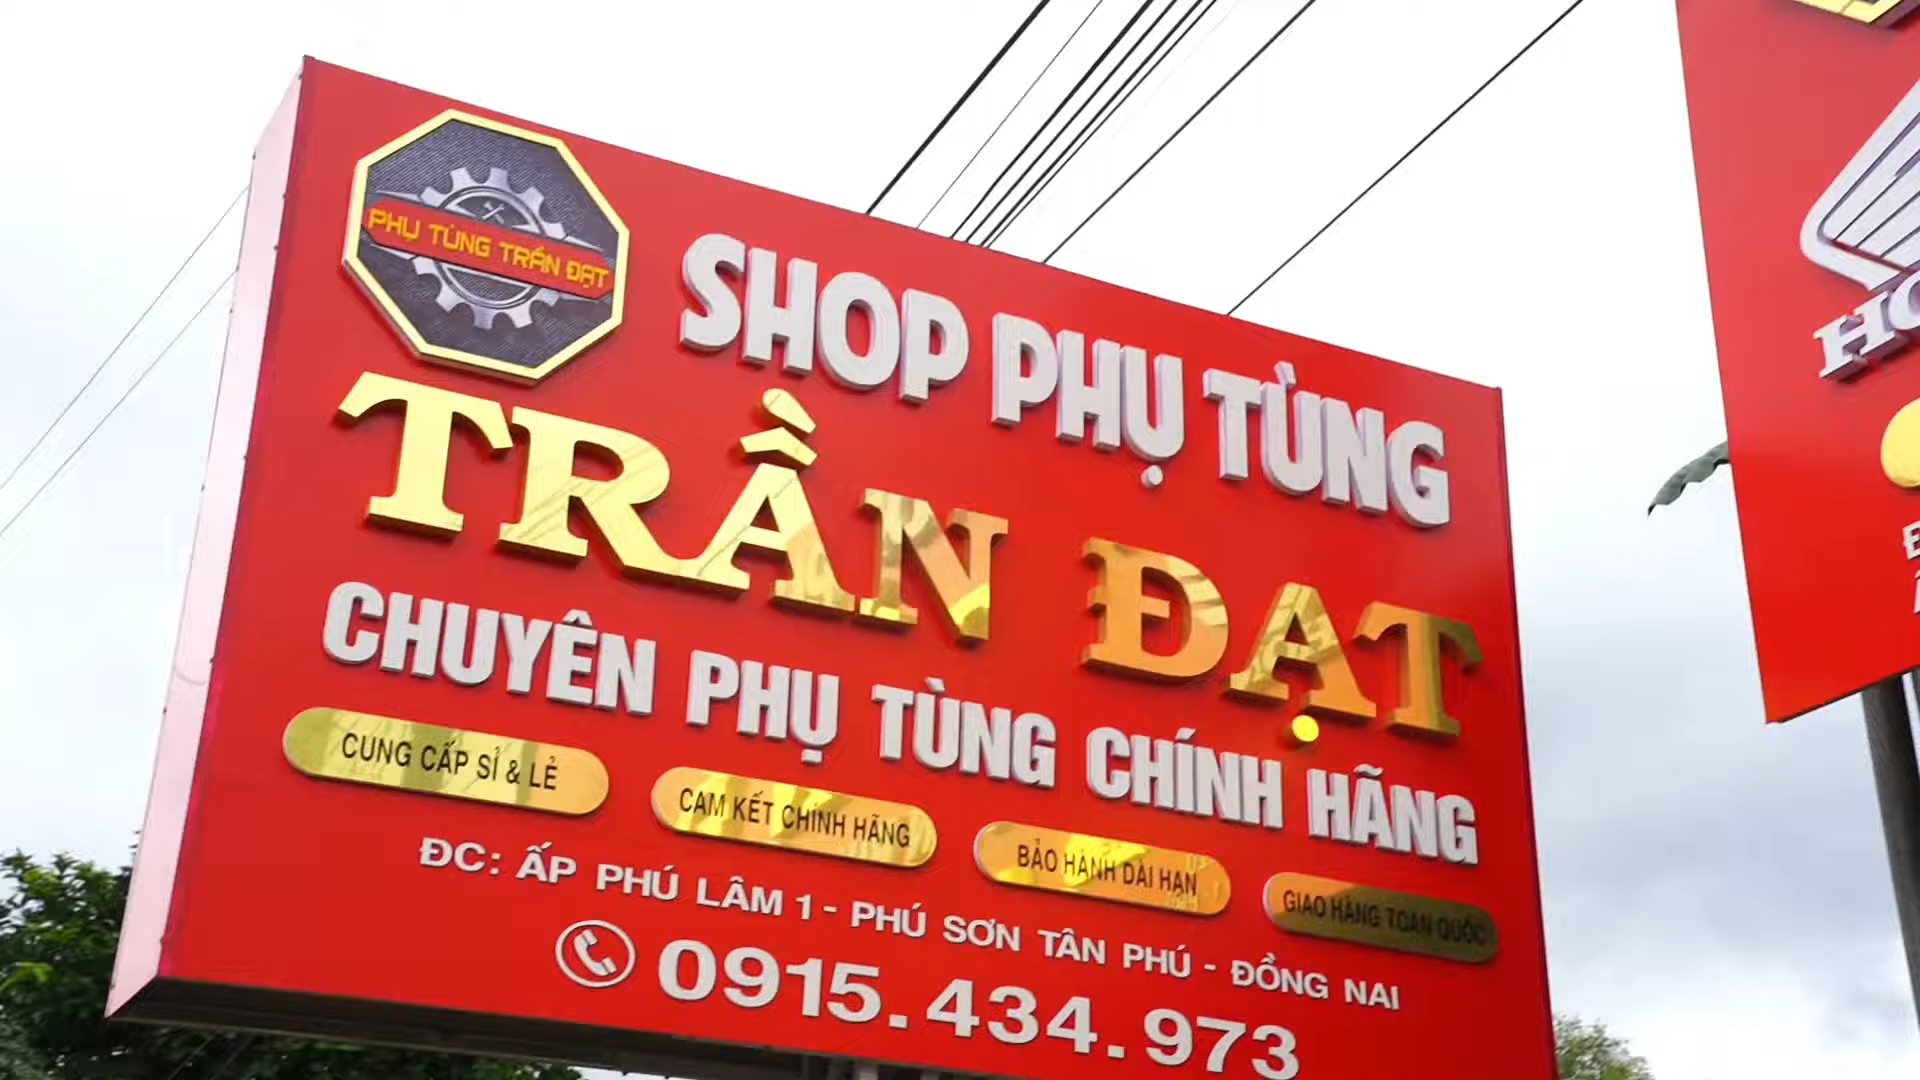 PHỤ TÙNG TRẦN ĐẠT
SHOP PHỤ TÙNG
TRẦN ĐẠT
CHUYÊN PHỤ TÙNG CHÍNH HÃNG
CUNG CẤP SỈ & LẺ
CAM KẾT CHÍNH HÃNG
BẢO HÀNH DÀI HẠN
GIAO HÀNG TOÀN QUỐC
ĐC: ẤP PHÚ LÂM 1 - PHÚ SƠN TÂN PHÚ - ĐỒNG NAI
0915.434.973